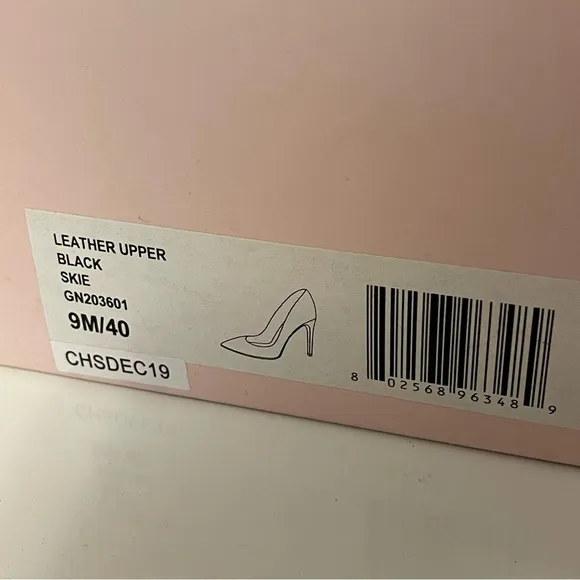 LEATHER UPPER
BLACK
SKIE
GN203601
9M/40
CHSDEC19
8 02568 96348 9